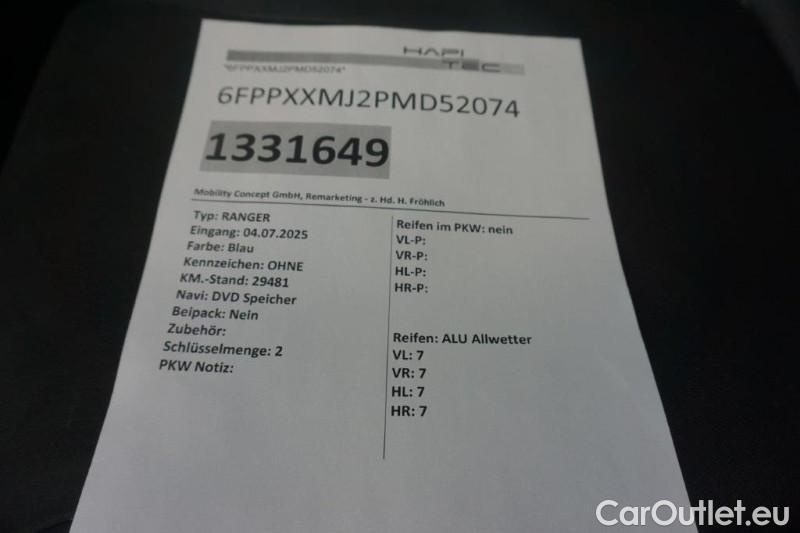 HAPI
TEC
*6FPPXXMJ2PMD52074*
6FPPXXMJ2PMD52074
1331649
Mobility Concept GmbH, Remarketing - z. Hd. H. Fröhlich
Typ: RANGER
Eingang: 04.07.2025
Farbe: Blau
Kennzeichen: OHNE
KM.-Stand: 29481
Navi: DVD Speicher
Beipack: Nein
Zubehör:
Schlüsselmenge: 2
PKW Notiz:
Reifen im PKW: nein
VL-P:
VR-P:
HL-P:
HR-P:
Reifen: ALU Allwetter
VL: 7
VR: 7
HL: 7
HR: 7
CarOutlet.eu